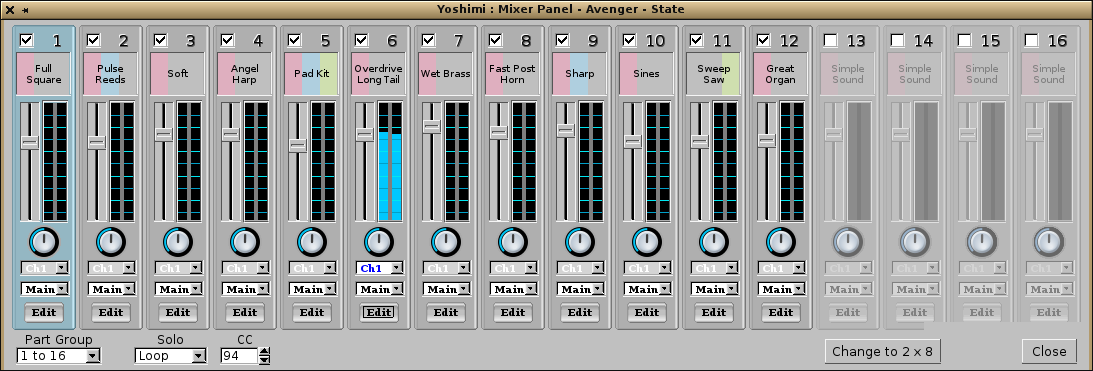 Yoshimi : Mixer Panel - Avenger - State
1 2 3 4 5 6 7 8 9 10 11 12 13 14 15 16
Full Square Pulse Reeds Soft Angel Harp Pad Kit Overdrive Long Tail Wet Brass Fast Post Horn Sharp Sines Sweep Saw Great Organ Simple Sound Simple Sound Simple Sound Simple Sound
Ch1 Ch1 Ch1 Ch1 Ch1 Ch1 Ch1 Ch1 Ch1 Ch1 Ch1 Ch1 Ch1 Ch1 Ch1 Ch1
Main Main Main Main Main Main Main Main Main Main Main Main Main Main Main Main
Edit Edit Edit Edit Edit Edit Edit Edit Edit Edit Edit Edit Edit Edit Edit Edit
Part Group Solo CC
1 to 16 Loop 94 Change to 2 x 8 Close